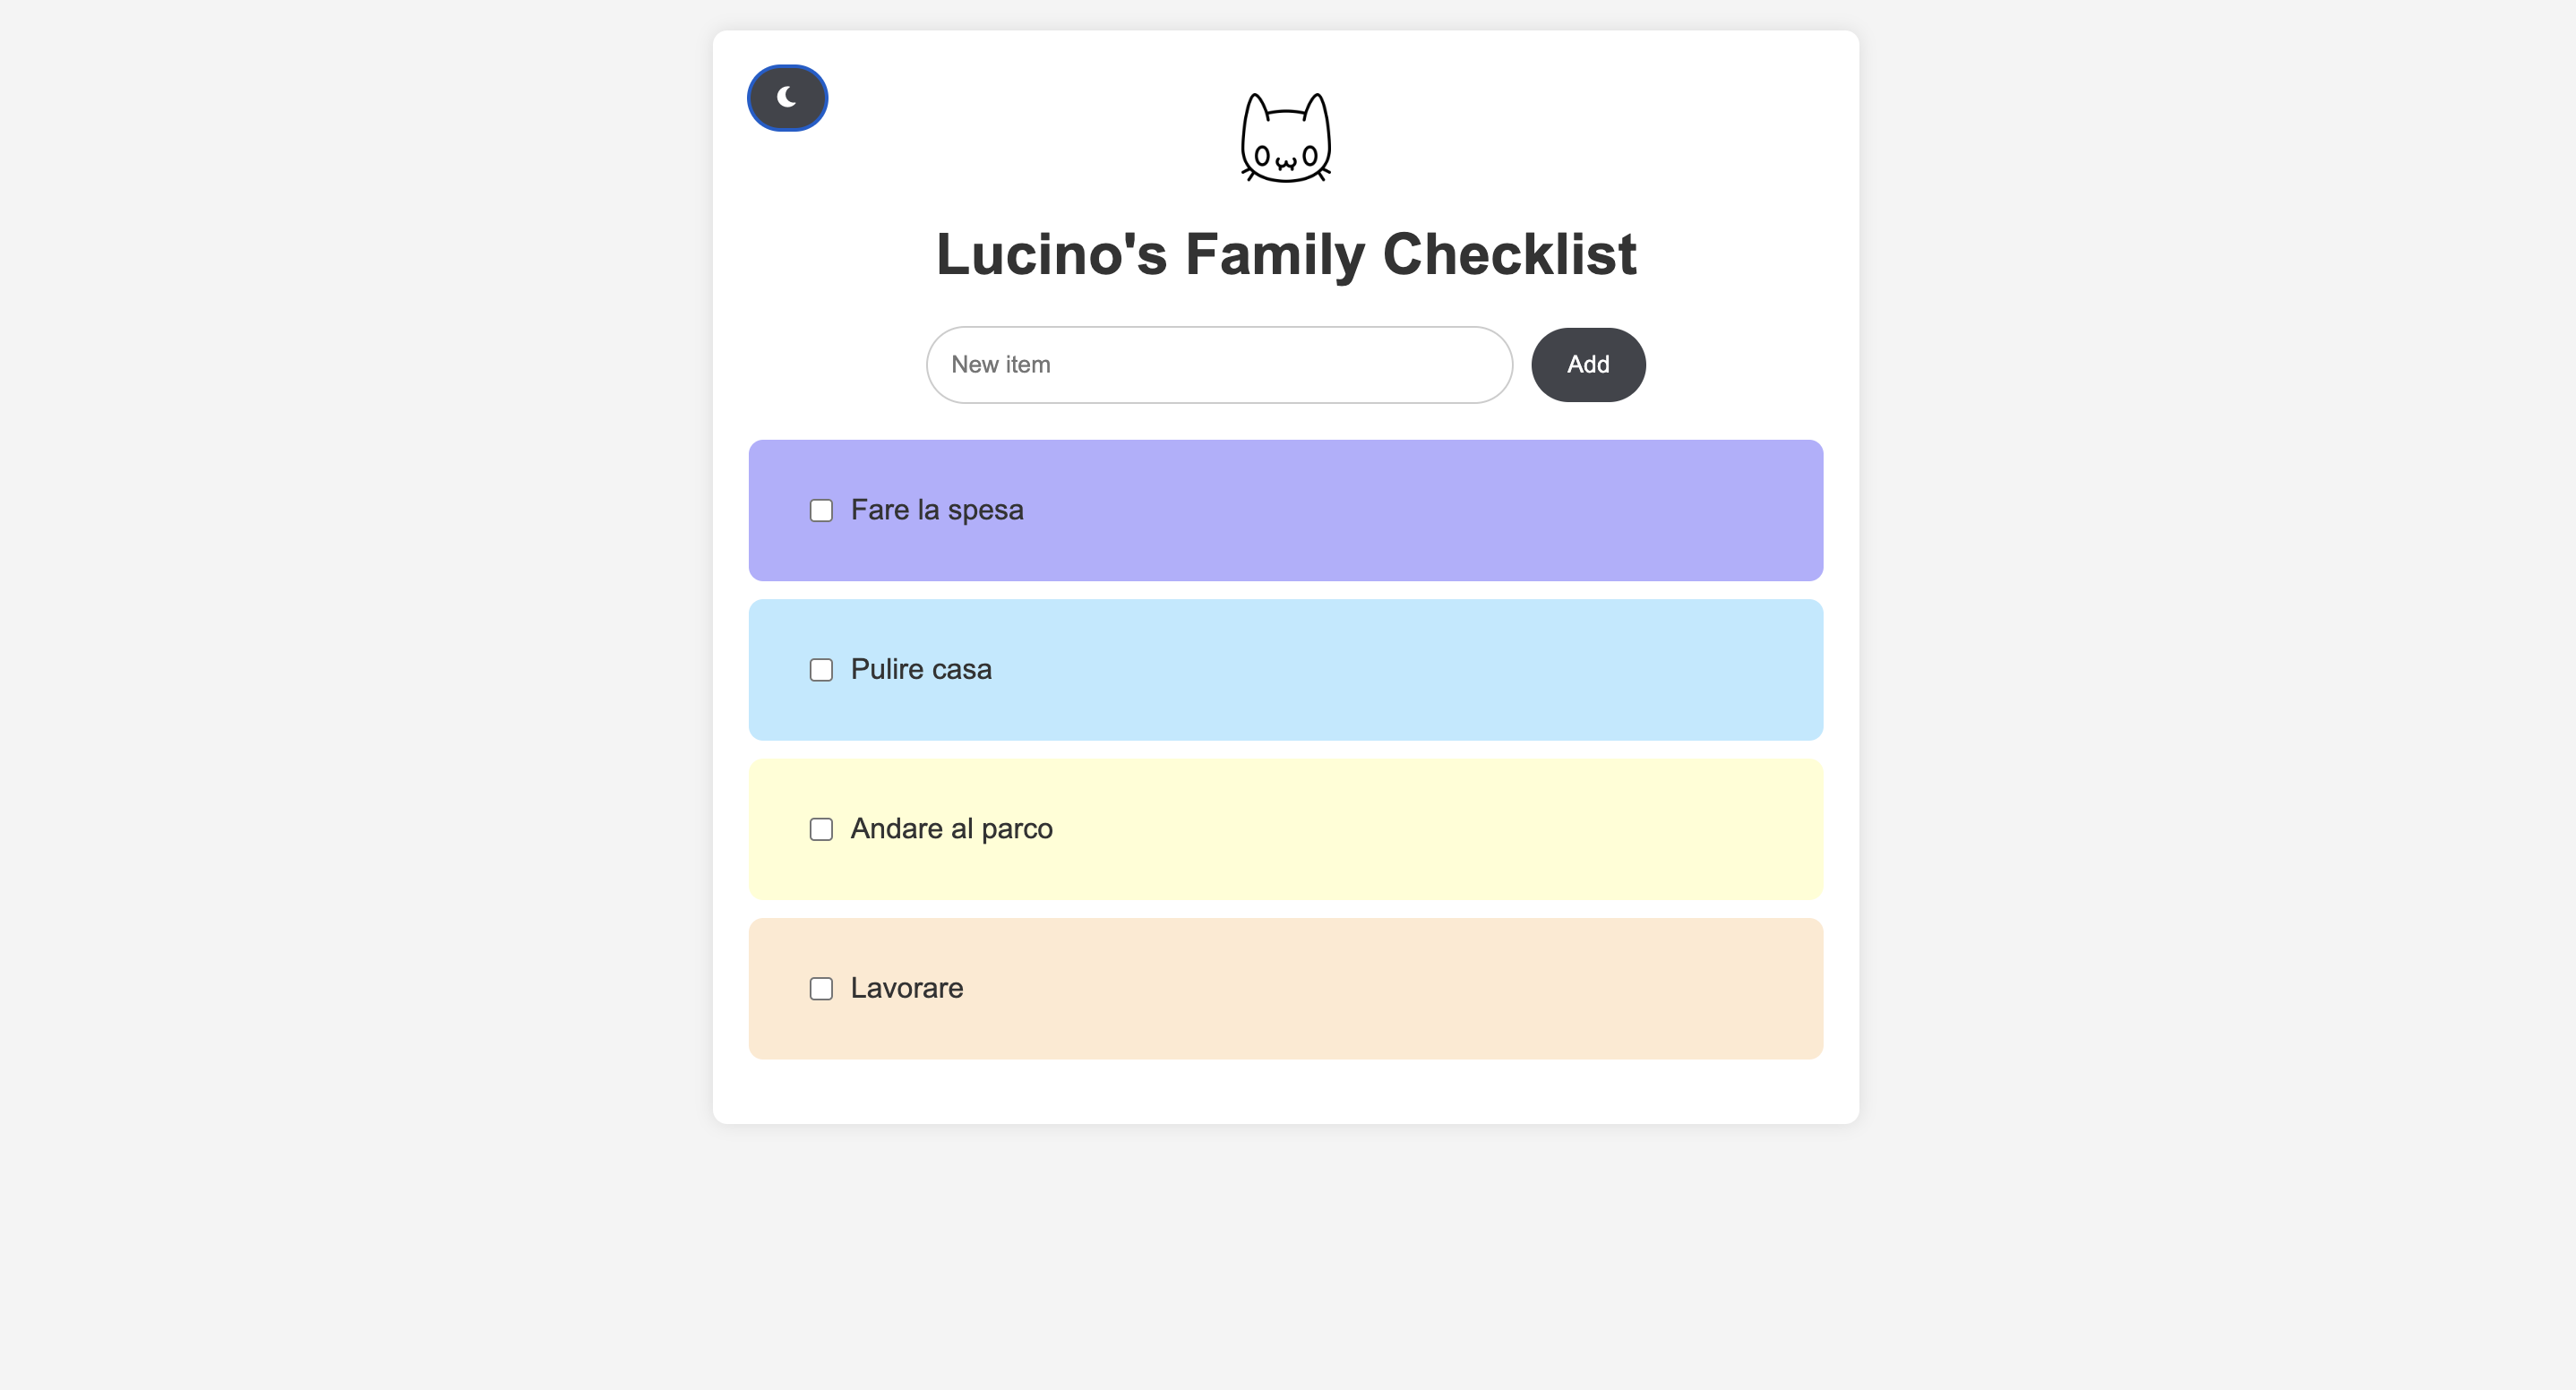 Lucino's Family Checklist
New item
Add
Fare la spesa
Pulire casa
Andare al parco
Lavorare